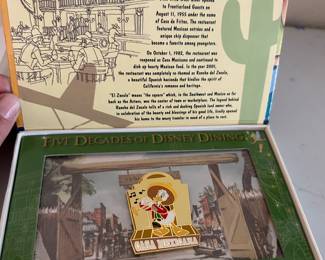 Frontierland Guests on
August 11, 1955 under the name
of Casa de Fritos. The restaurant
featured Mexican entrées and a
unique chip dispenser that
became a favorite among youngsters.
On October 1, 1982, the restaurant was
reopened as Casa Mexicana and continued to
dish up hearty Mexican food. In the year 2001,
the restaurant was completely re-themed as Rancho del Zocalo,
a beautiful Spanish hacienda that kindles the spirit of
California's romance and heritage.
"El Zocalo" means "the square" which, in the Southwest and Mexico as far
back as the Aztecs, was the center of town or marketplace. The legend behind
Rancho del Zocalo tells of a rich and dashing Spanish land owner who,
in celebration of the beauty and blessings of his good life, kindly offered
his home from the many to order in need of a place to rest.
FIVE DECADES OF DISNEY DINING
CASA MEXICANA